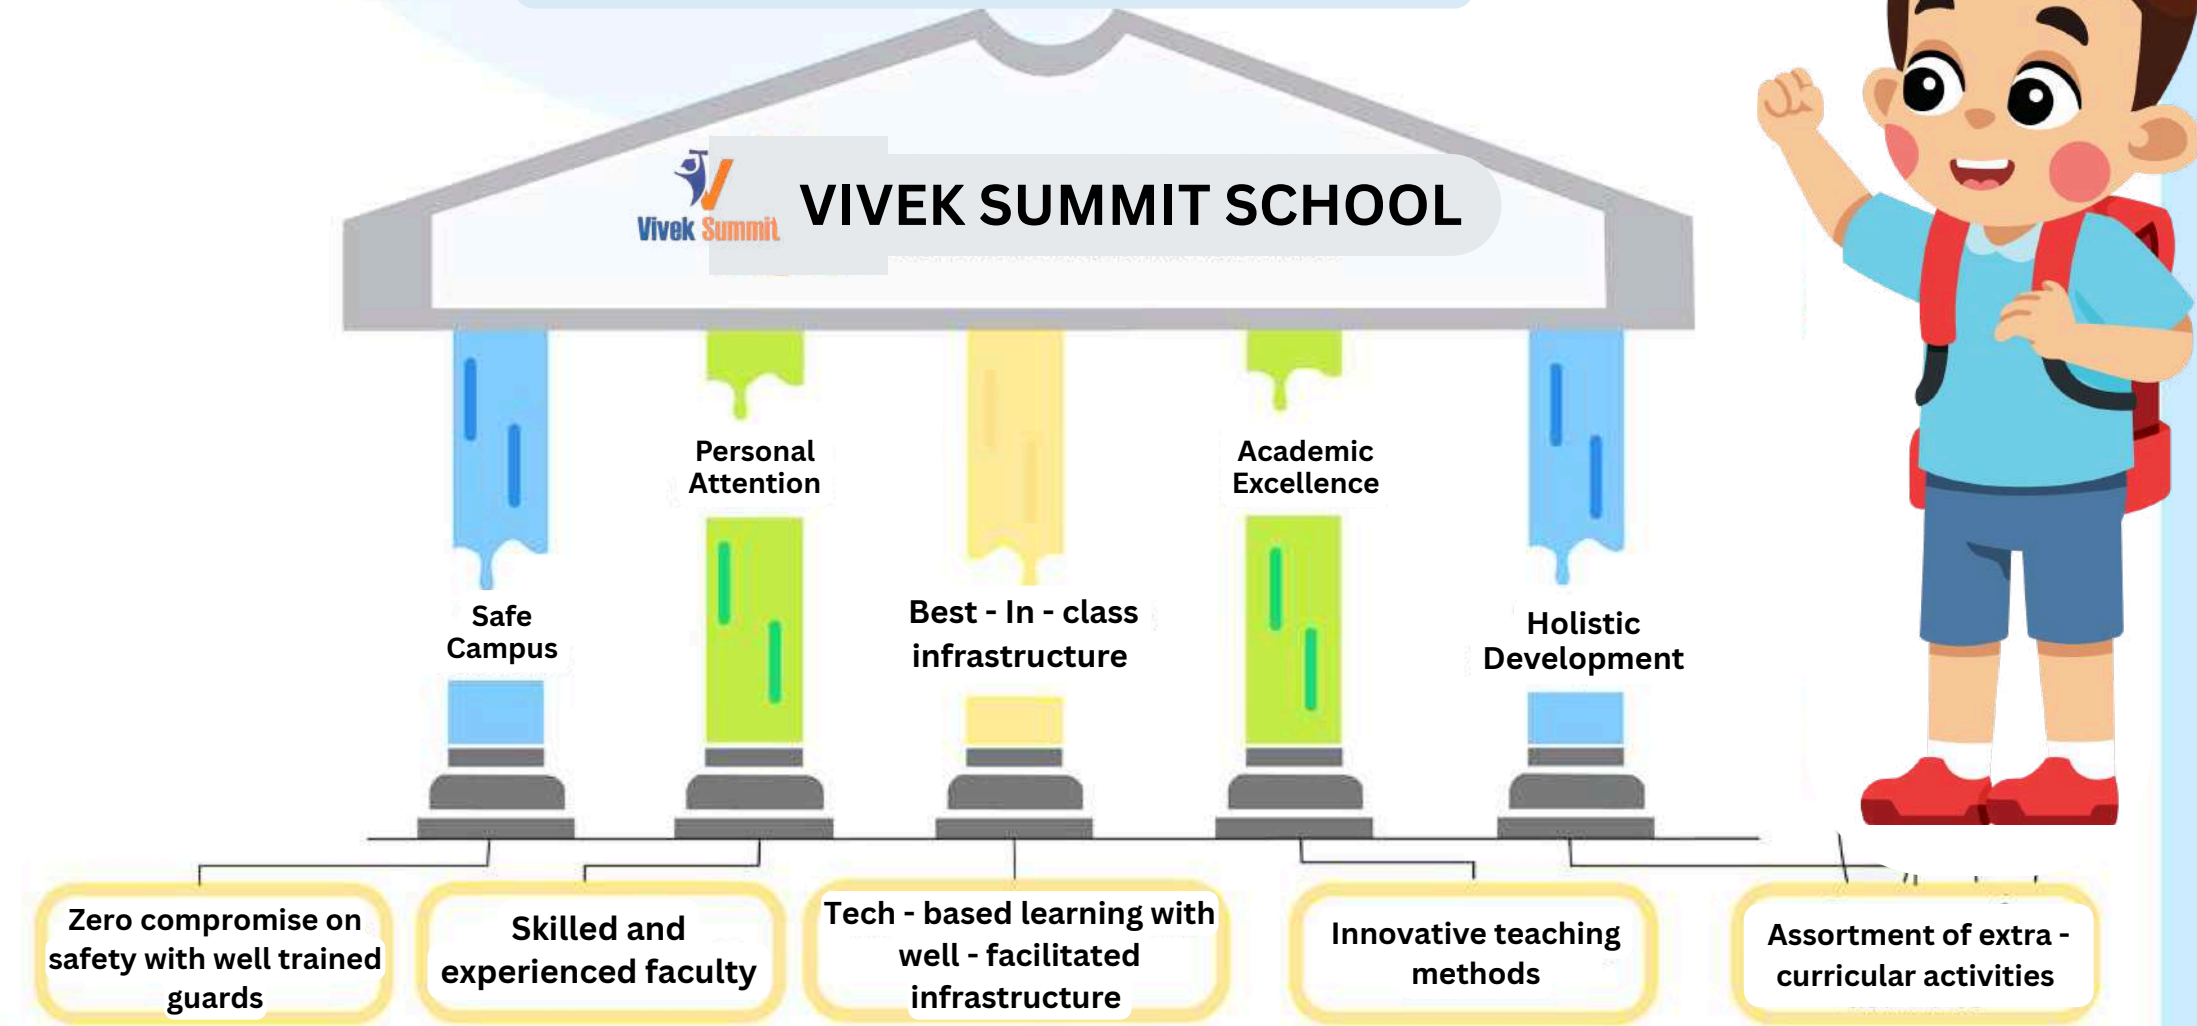 Vivek Summit
VIVEK SUMMIT SCHOOL
Personal
Attention
Academic
Excellence
Safe
Campus
Best - In - class
infrastructure
Holistic
Development
Zero compromise on
safety with well trained
guards
Skilled and
experienced faculty
Tech - based learning with
well - facilitated
infrastructure
Innovative teaching
methods
Assortment of extra -
curricular activities